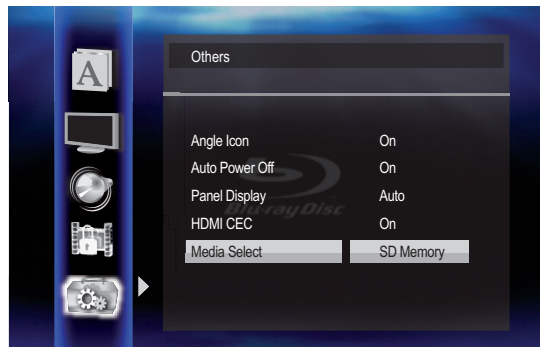 A
Others
Angle Icon On
Auto Power Off On
Panel Display Auto
Blu-ray Disc
HDMI CEC On
Media Select SD Memory